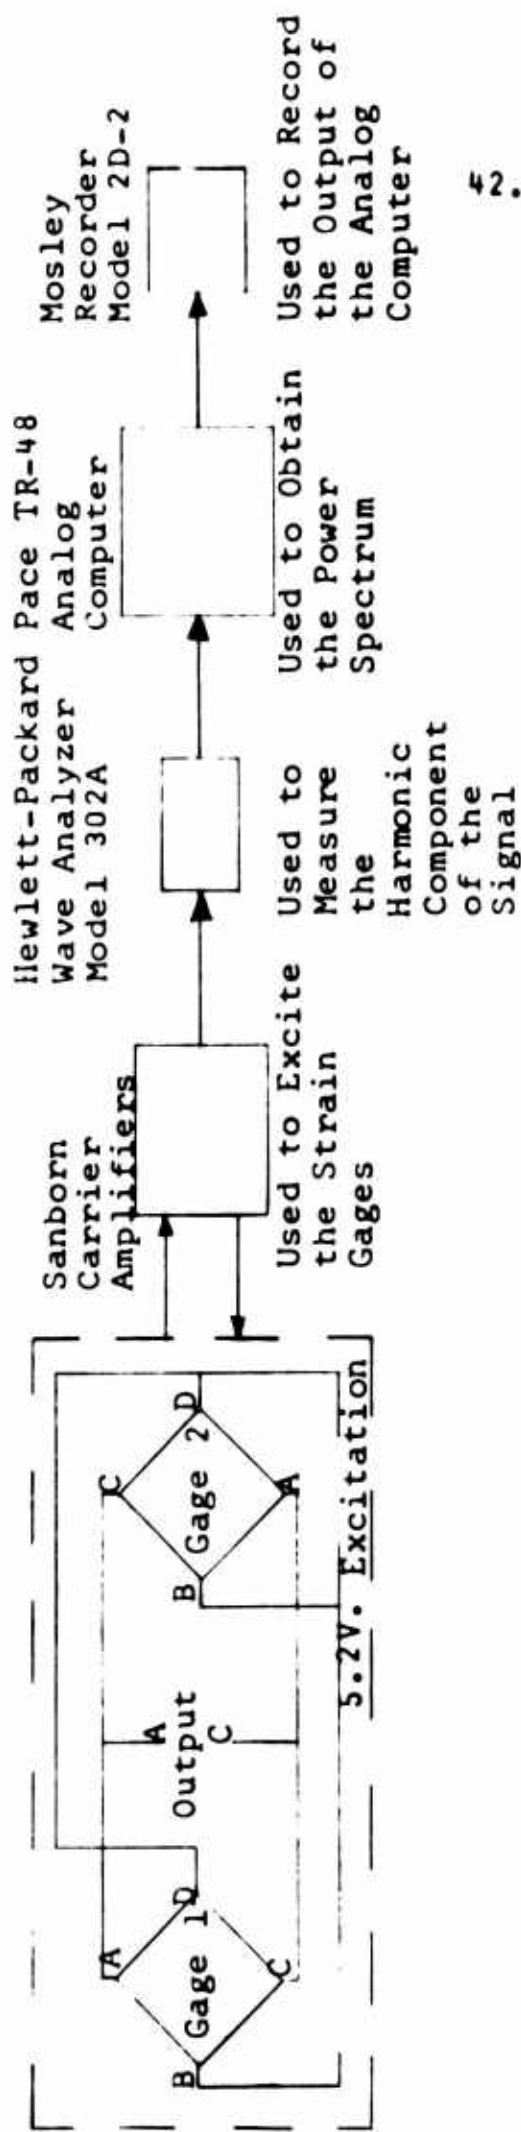 Sanborn
Carrier
Amplifiers
Hewlett-Packard
Wave Analyzer
Model 302A
Pace TR-48
Analog
Computer
Mosley
Recorder
Model 2D-2
A
B
Gage 1
D
C
A
Output
C
C
B
Gage 2
D
A
5.2V. Excitation
Used to Excite
the Strain
Gages
Used to
Measure
the
Harmonic
Component
of the
Signal
Used to Obtain
the Power
Spectrum
Used to Record
the Output of
the Analog
Computer
42.